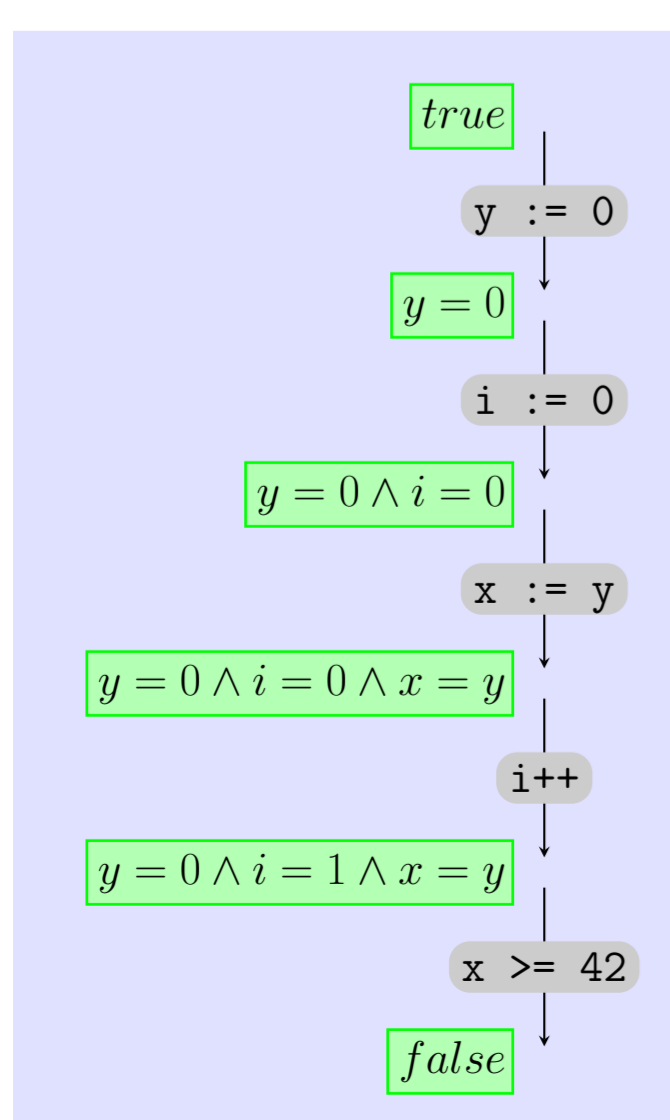 true
y := 0
y = 0
i := 0
y = 0 ∧ i = 0
x := y
y = 0 ∧ i = 0 ∧ x = y
i++
y = 0 ∧ i = 1 ∧ x = y
x >= 42
false